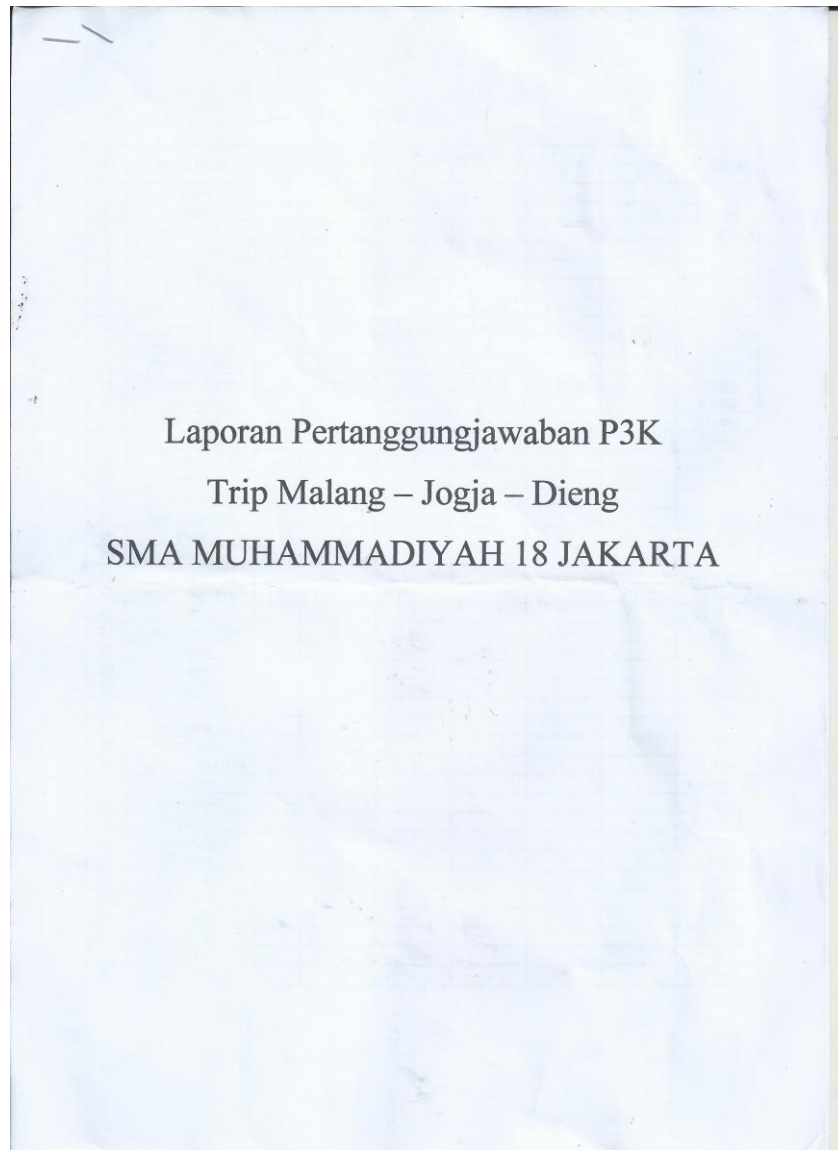 Laporan Pertanggungjawaban P3K
Trip Malang – Jogja – Dieng
SMA MUHAMMADIYAH 18 JAKARTA